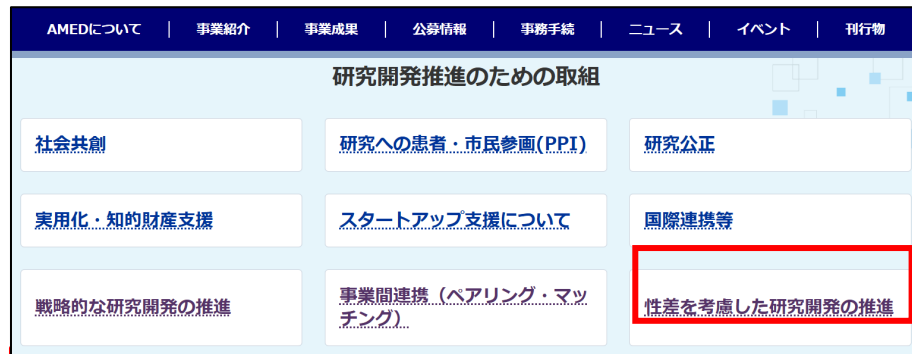 AMEDについて | 事業紹介 | 事業成果 | 公募情報 | 事務手続 | ニュース | イベント | 刊行物
研究開発推進のための取組
社会共創
研究への患者・市民参画(PPI)
研究公正
実用化・知的財産支援
スタートアップ支援について
国際連携等
戦略的な研究開発の推進
事業間連携（ペアリング・マッ
チング）
性差を考慮した研究開発の推進